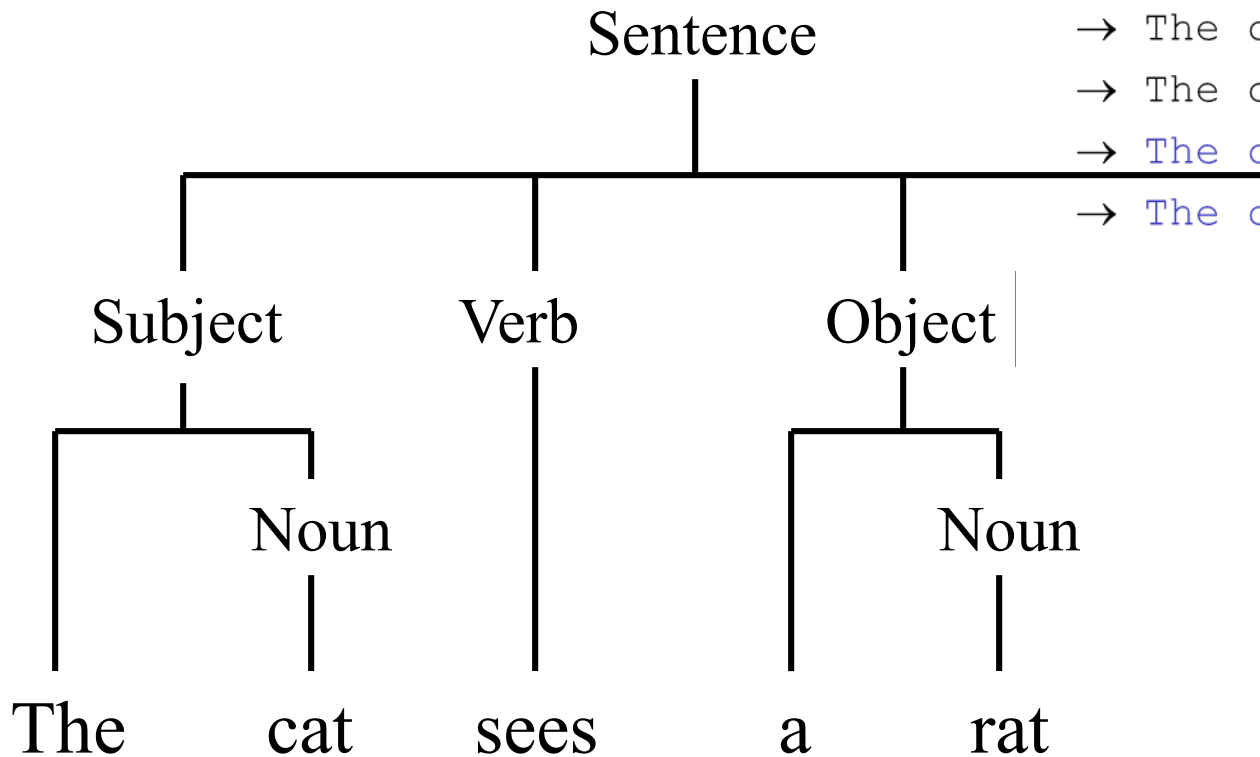 Sentence
→ The
→ The
→ The
→ The
Subject Verb Object
Noun Noun
The cat sees a rat